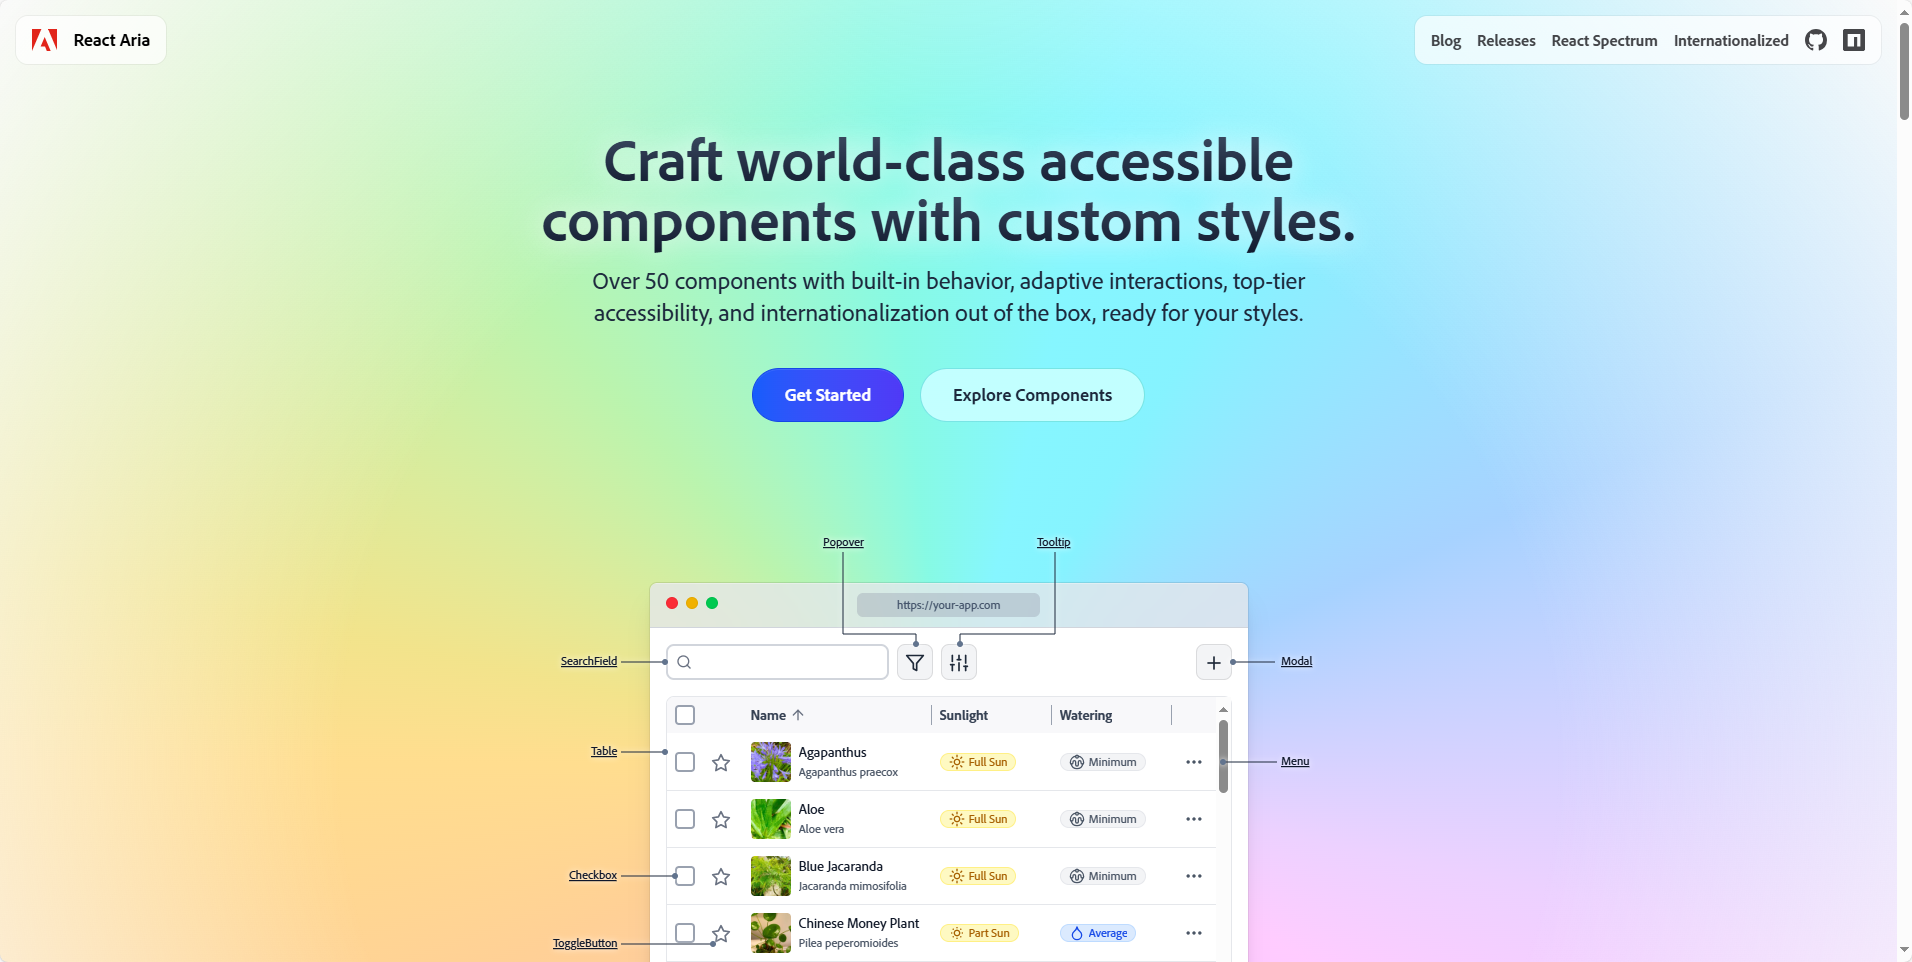 React Aria
Blog Releases React Spectrum Internationalized
Craft world-class accessible
components with custom styles.
Over 50 components with built-in behavior, adaptive interactions, top-tier
accessibility, and internationalization out of the box, ready for your styles.
Get Started Explore Components
Popover Tooltip
https://your-app.com
SearchField Modal
Name Sunlight Watering
Table Menu
Agapanthus
Agapanthus praecox
Full Sun Minimum
Aloe
Aloe vera
Full Sun Minimum
Checkbox
Blue Jacaranda
Jacaranda mimosifolia
Full Sun Minimum
ToggleButton
Chinese Money Plant
Pilea peperomioides
Part Sun Average